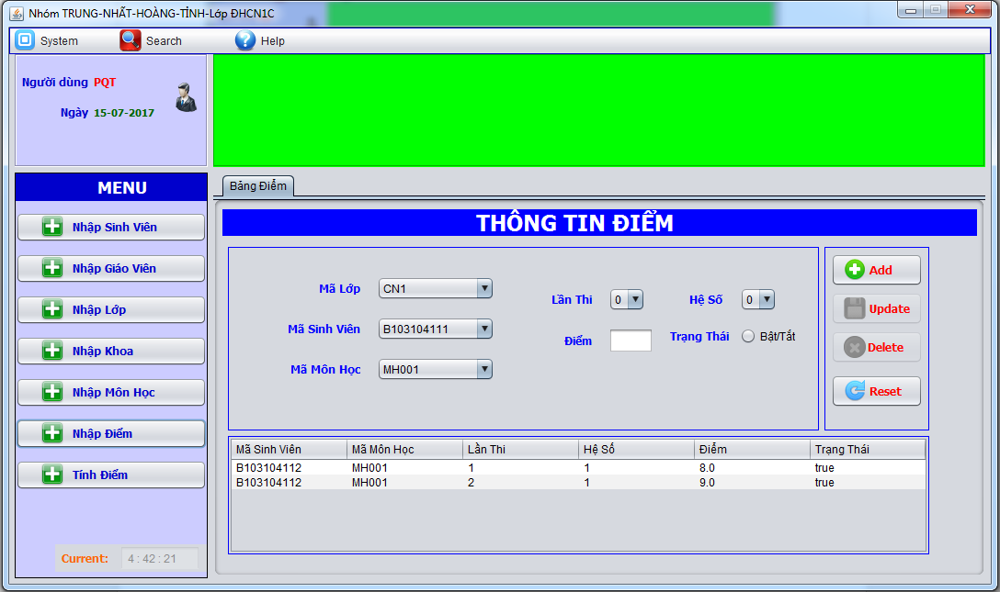 Nhóm TRUNG-NHẤT-HOÀNG-TÌNH-Lớp ĐHCN1C
System Search Help
Người dùng PQT
Ngày 15-07-2017
MENU
Nhập Sinh Viên
Nhập Giáo Viên
Nhập Lớp
Nhập Khoa
Nhập Môn Học
Nhập Điểm
Tính Điểm
Current: 4 : 42 : 21
Bảng Điểm
THÔNG TIN ĐIỂM
Mã Lớp CN1
Mã Sinh Viên B103104111
Mã Môn Học MH001
Lần Thi 0 Hệ Số 0
Điểm Trạng Thái Bật/Tắt
Add
Update
Delete
Reset
Mã Sinh Viên Mã Môn Học Lần Thi Hệ Số Điểm Trạng Thái
B103104112 MH001 1 1 8.0 true
B103104112 MH001 2 1 9.0 true